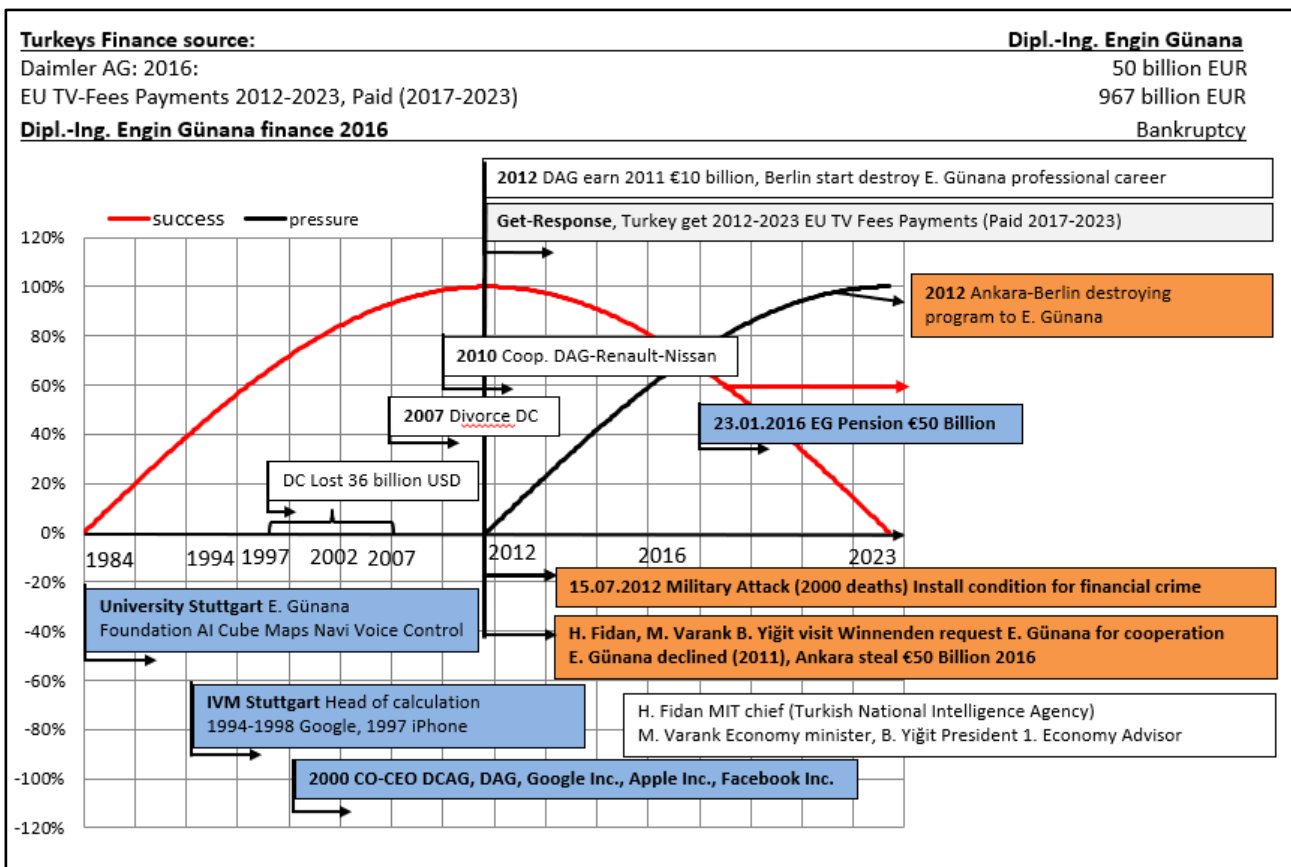 Turkeys Finance source: Dipl.-Ing. Engin Günana
Daimler AG: 2016: 50 billion EUR
EU TV-Fees Payments 2012-2023, Paid (2017-2023) 967 billion EUR
Dipl.-Ing. Engin Günana finance 2016 Bankruptcy
2012 DAG earn 2011 €10 billion, Berlin start destroy E. Günana professional career
success pressure
Get-Response, Turkey get 2012-2023 EU TV Fees Payments (Paid 2017-2023)
120%
100%
80%
60%
40%
20%
0%
-20%
-40%
-60%
-80%
-100%
-120%
2012 Ankara-Berlin destroying
program to E. Günana
2010 Coop. DAG-Renault-Nissan
2007 Divorce DC
23.01.2016 EG Pension €50 Billion
DC Lost 36 billion USD
1984 1994 1997 2002 2007 2012 2016 2023
15.07.2012 Military Attack (2000 deaths) Install condition for financial crime
University Stuttgart E. Günana
Foundation AI Cube Maps Navi Voice Control
H. Fidan, M. Varank B. Yiğit visit Winnenden request E. Günana for cooperation
E. Günana declined (2011), Ankara steal €50 Billion 2016
IVM Stuttgart Head of calculation
1994-1998 Google, 1997 iPhone
H. Fidan MIT chief (Turkish National Intelligence Agency)
M. Varank Economy minister, B. Yiğit President 1. Economy Advisor
2000 CO-CEO DCAG, DAG, Google Inc., Apple Inc., Facebook Inc.